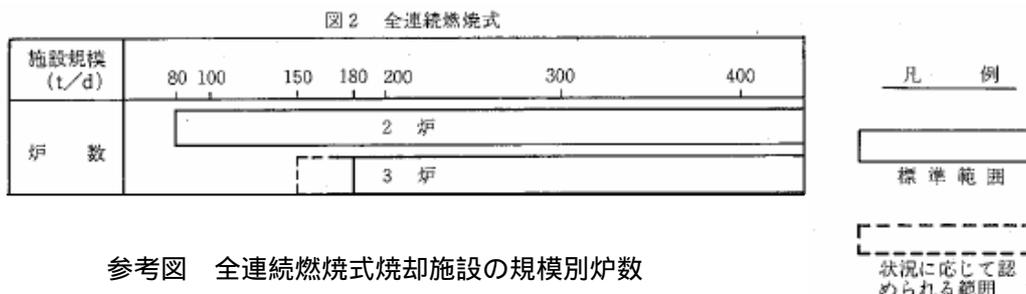 図2 全連続燃焼式
施設規模
(t/d)
80 100 150 180 200 300 400
炉 数
2 炉
3 炉
凡 例
標 準 範 囲
状況に応じて認
められる範囲
参考図 全連続燃焼式焼却施設の規模別炉数